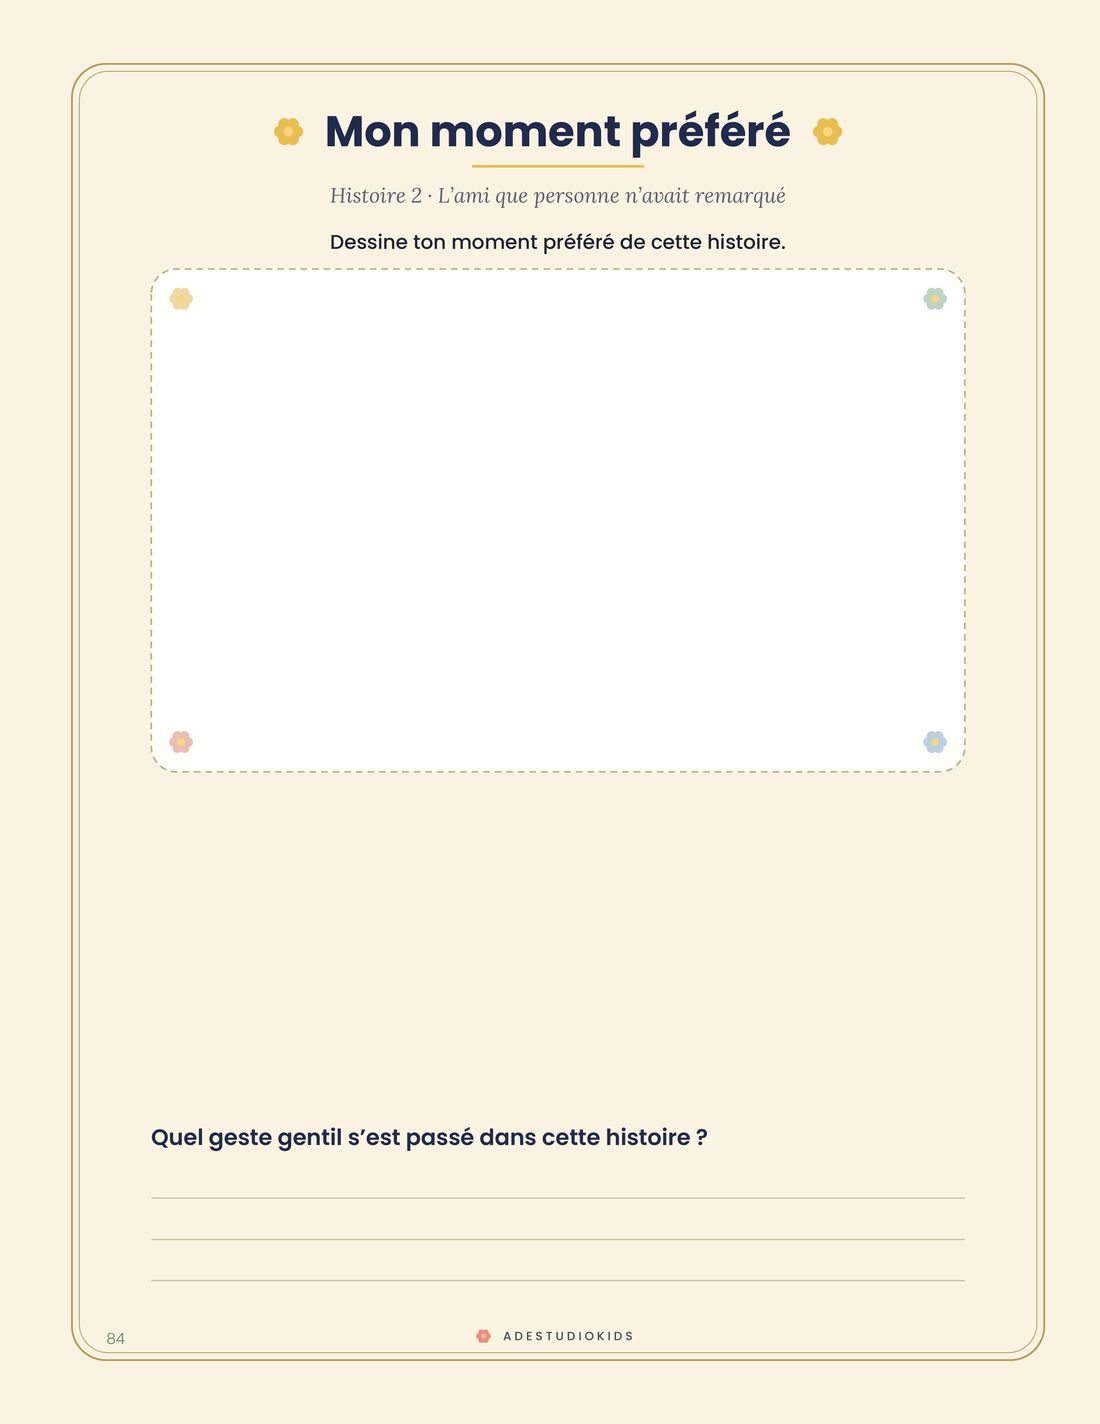 Mon moment préféré
Histoire 2 · L’ami que personne n’avait remarqué
Dessine ton moment préféré de cette histoire.
Quel geste gentil s’est passé dans cette histoire ?
84
ADESTUDIOKIDS